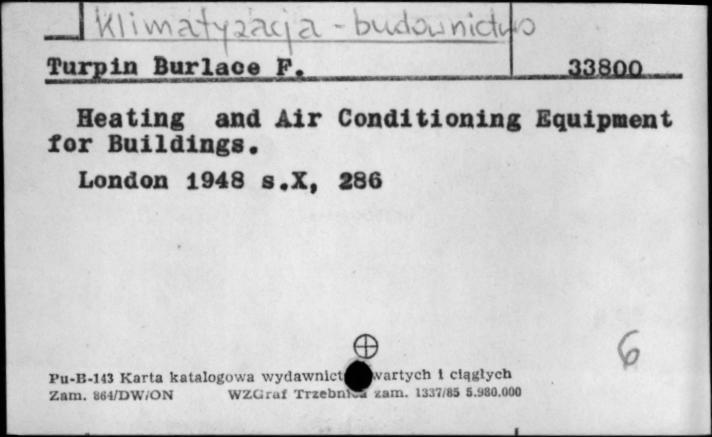 Klimatyzacja - budownictwo
Turpin Burlace F. 33800
Heating and Air Conditioning Equipment
for Buildings.
London 1948 s.X, 286
6
Pu-B-143 Karta katalogowa wydawnict wartych i ciągłych
Zam. 864/DW/ON WZGraf Trzebnica zam. 1337/85 5.980.000